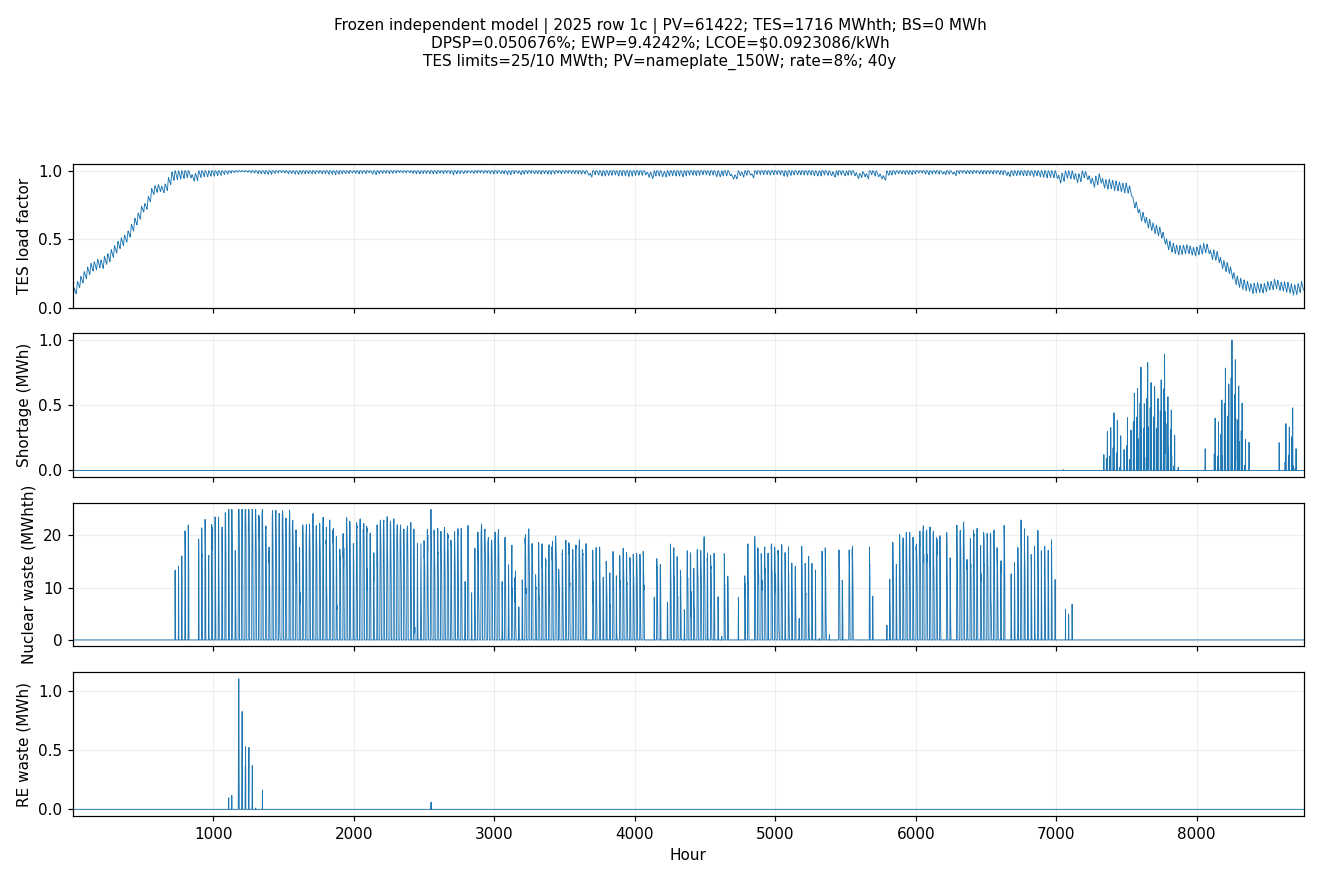 Frozen independent model | 2025 row 1c | PV=61422; TES=1716 MWhth; BS=0 MWh
DPSP=0.050676%; EWP=9.4242%; LCOE=$0.0923086/kWh
TES limits=25/10 MWth; PV=nameplate_150W; rate=8%; 40y
TES load factor
1.0
0.5
0.0
Shortage (MWh)
1.0
0.5
0.0
Nuclear waste (MWhth)
20
10
0
RE waste (MWh)
1.0
0.5
0.0
1000 2000 3000 4000 5000 6000 7000 8000
Hour